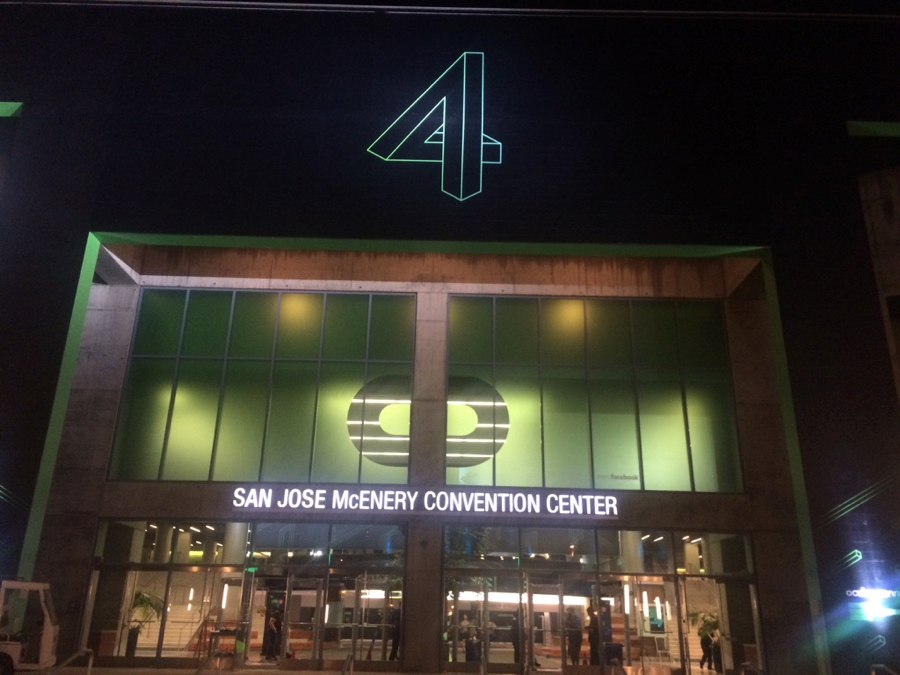 4
SAN JOSE McENERY CONVENTION CENTER
facebook